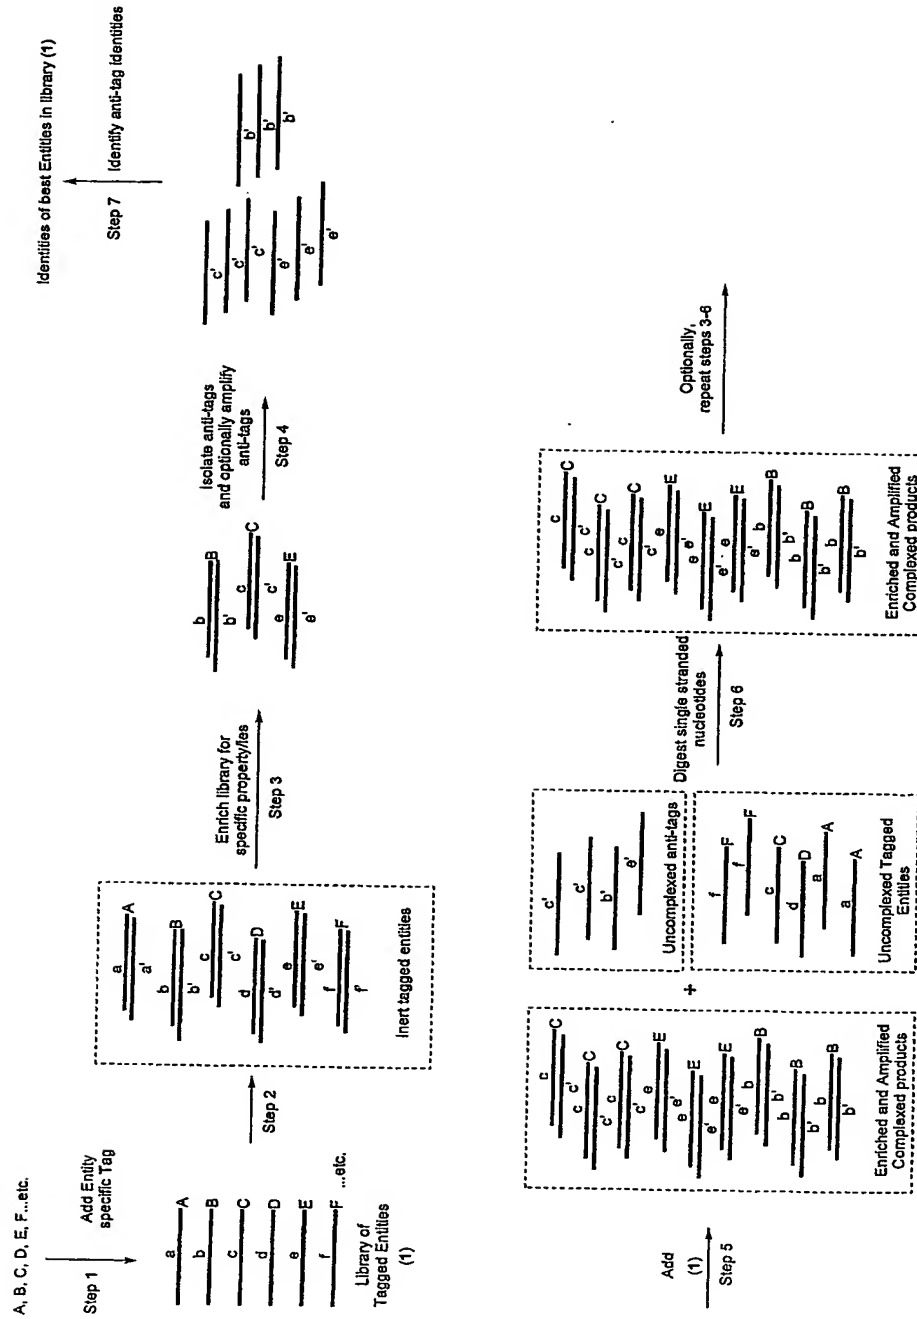 A, B, C, D, E, F...etc.
Step 1
Add Entity
specific Tag
a
A
b
B
c
C
d
D
e
E
f
F
...etc.
Library of
Tagged Entities
(1)
Step 2
a
A
a'
b
B
b'
c
C
c'
d
D
d'
e
E
e'
f
F
f'
Inert tagged entities
Enrich library for
specific property/ies
Step 3
b
B
b'
c
C
c'
e
E
e'
Isolate anti-tags
and optionally amplify
anti-tags
Step 4
c'
c'
c'
e'
e'
e'
b'
b'
b'
Step 7
Identify anti-tag identities
Identities of best Entities in library (1)
Add
(1)
Step 5
c
C
c'
c
C
c'
c
C
c'
e
E
e'
e
E
e'
e
E
e'
b
B
b'
b
B
b'
b
B
b'
Enriched and Amplified
Complexed products
+
c'
c'
b'
e'
Uncomplexed anti-tags
f
F
f
F
c
C
d
D
a
A
a
A
Uncomplexed Tagged
Entities
Digest single stranded
nucleotides
Step 6
c
C
c'
c
C
c'
c
C
c'
e
E
e'
e
E
e'
e
E
e'
b
B
b'
b
B
b'
b
B
b'
Enriched and Amplified
Complexed products
Optionally,
repeat steps 3-6